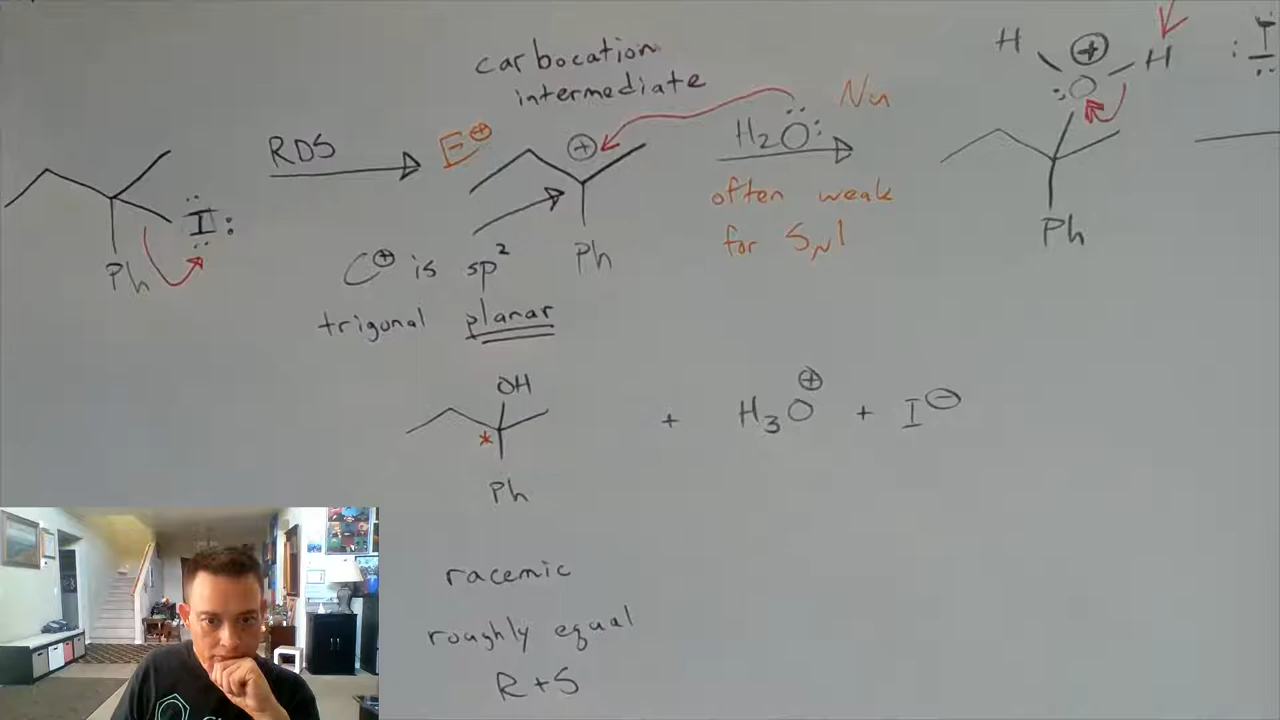 carbocation
intermediate
RDS
E⊕
⊕
H₂O
Nu
H ⊕ H
:O
I
:I:
often weak
for SN1
Ph
Ph
Ph
C⊕ is sp²
trigonal planar
OH
*
Ph
+ H₃O⊕ + I⊖
racemic
roughly equal
R+S